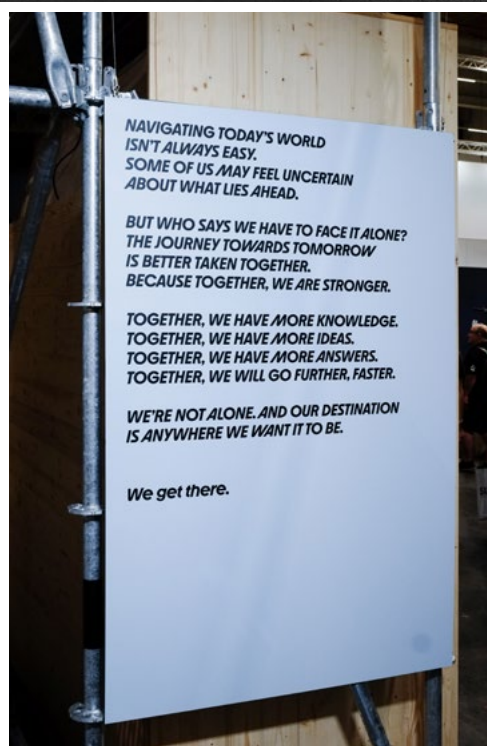 NAVIGATING TODAY'S WORLD
ISN'T ALWAYS EASY.
SOME OF US MAY FEEL UNCERTAIN
ABOUT WHAT LIES AHEAD.
BUT WHO SAYS WE HAVE TO FACE IT ALONE?
THE JOURNEY TOWARDS TOMORROW
IS BETTER TAKEN TOGETHER.
BECAUSE TOGETHER, WE ARE STRONGER.
TOGETHER, WE HAVE MORE KNOWLEDGE.
TOGETHER, WE HAVE MORE IDEAS.
TOGETHER, WE HAVE MORE ANSWERS.
TOGETHER, WE WILL GO FURTHER, FASTER.
WE'RE NOT ALONE. AND OUR DESTINATION
IS ANYWHERE WE WANT IT TO BE.
We get there.